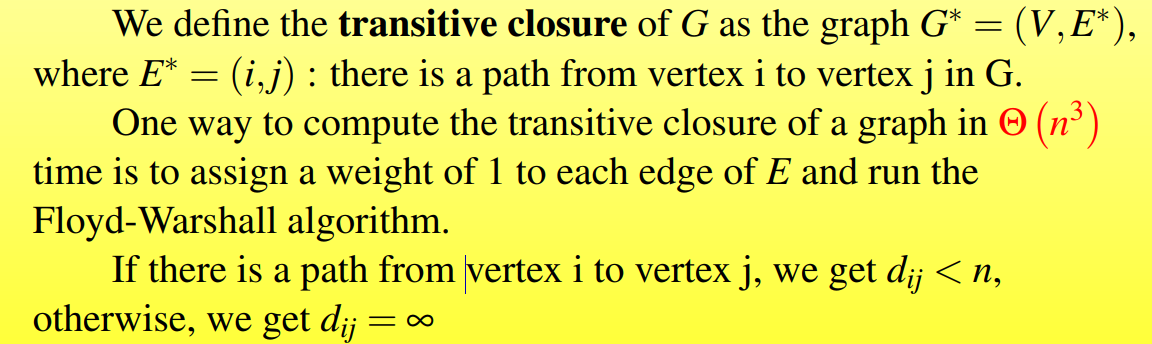 We define the transitive closure of G as the graph G* = (V,E*),
where E* = (i,j) : there is a path from vertex i to vertex j in G.
One way to compute the transitive closure of a graph in Θ (n³)
time is to assign a weight of 1 to each edge of E and run the
Floyd-Warshall algorithm.
If there is a path from vertex i to vertex j, we get dᵢⱼ < n,
otherwise, we get dᵢⱼ = ∞